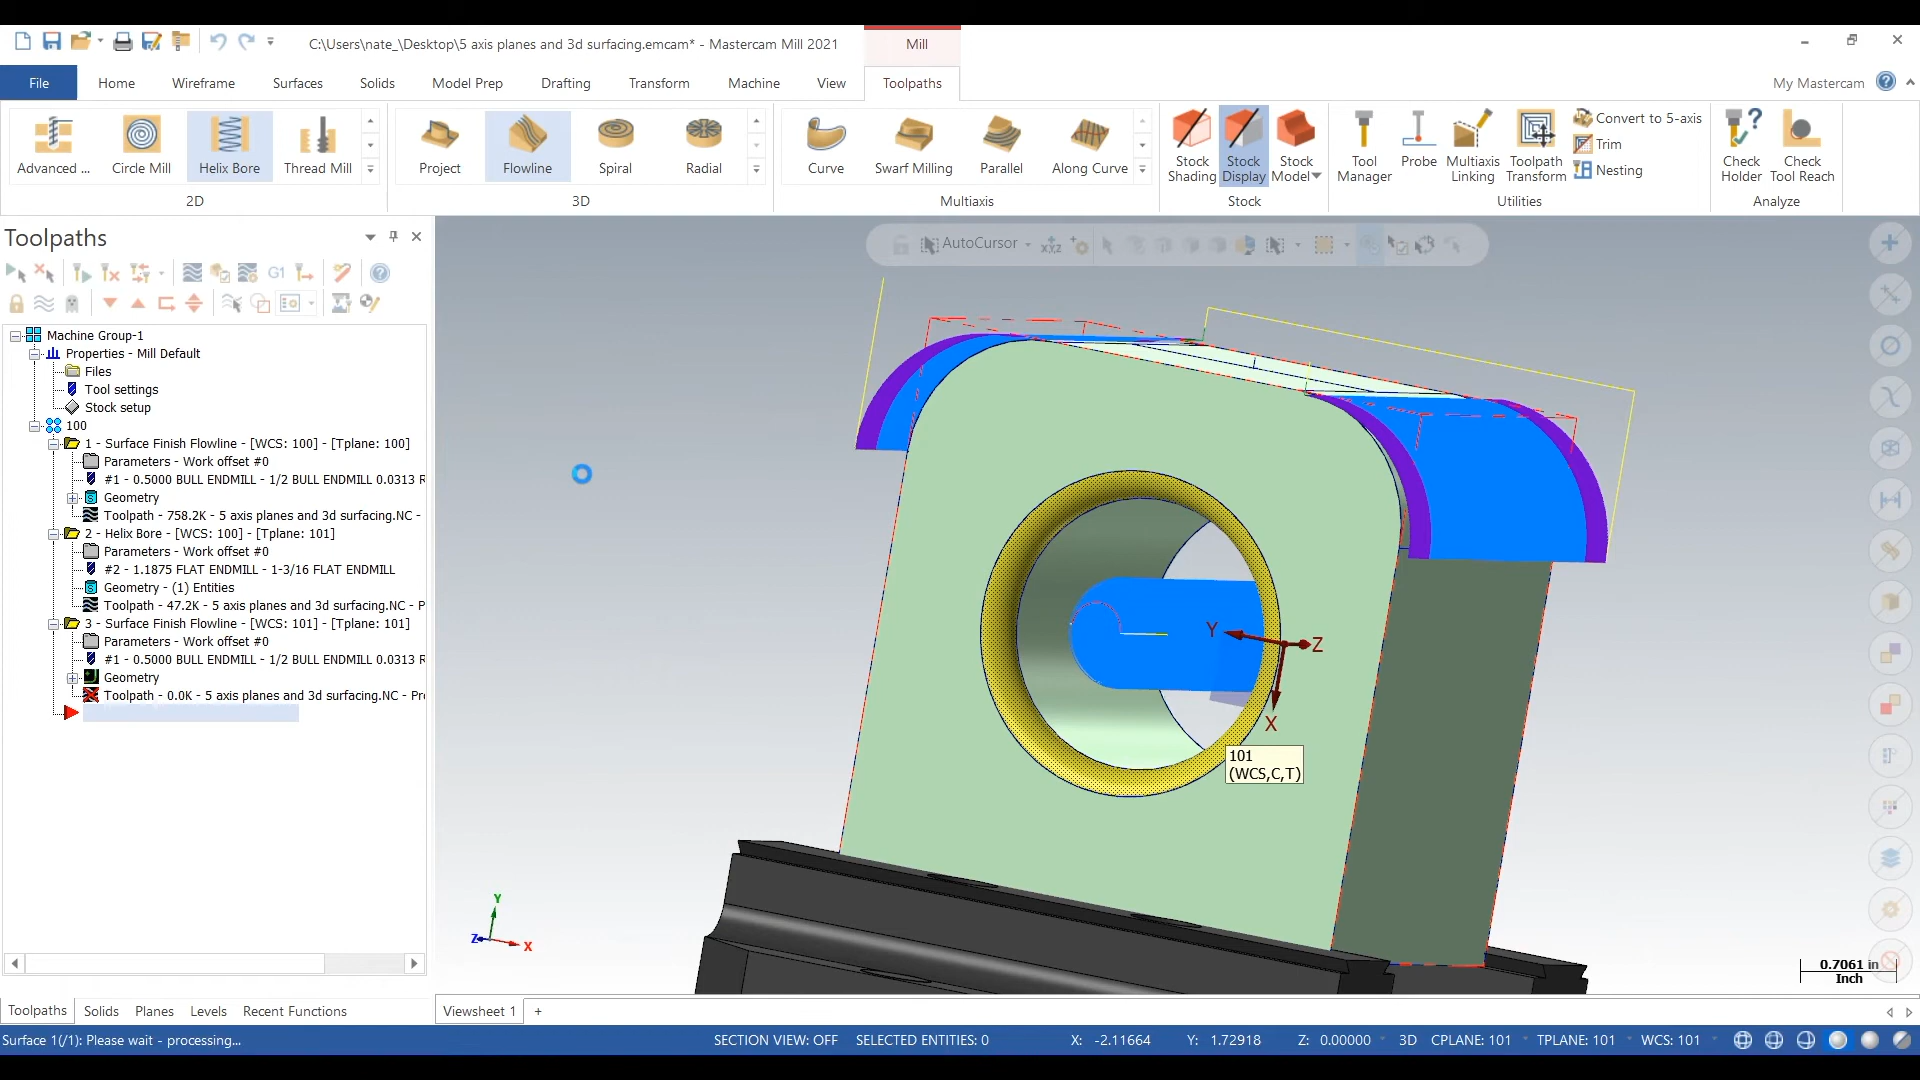 C:\Users\nate_\Desktop\5 axis planes and 3d surfacing.emcam* - Mastercam Mill 2021
Mill
File Home Wireframe Surfaces Solids Model Prep Drafting Transform Machine View Toolpaths My Mastercam
Advanced ... Circle Mill Helix Bore Thread Mill
2D
Project Flowline Spiral Radial
3D
Curve Swarf Milling Parallel Along Curve
Multiaxis
Stock Shading
Stock Display
Stock Model
Stock
Tool Manager
Probe
Multiaxis Linking
Toolpath Transform
Convert to 5-axis
Trim
Nesting
Utilities
Check Holder
Check Tool Reach
Analyze
Toolpaths
G1
AutoCursor
XYZ
Machine Group-1
Properties - Mill Default
Files
Tool settings
Stock setup
100
1 - Surface Finish Flowline - [WCS: 100] - [Tplane: 100]
Parameters - Work offset #0
#1 - 0.5000 BULL ENDMILL - 1/2 BULL ENDMILL 0.0313 R
Geometry
Toolpath - 758.2K - 5 axis planes and 3d surfacing.NC -
2 - Helix Bore - [WCS: 100] - [Tplane: 101]
Parameters - Work offset #0
#2 - 1.1875 FLAT ENDMILL - 1-3/16 FLAT ENDMILL
Geometry - (1) Entities
Toolpath - 47.2K - 5 axis planes and 3d surfacing.NC - P
3 - Surface Finish Flowline - [WCS: 101] - [Tplane: 101]
Parameters - Work offset #0
#1 - 0.5000 BULL ENDMILL - 1/2 BULL ENDMILL 0.0313 R
Geometry
Toolpath - 0.0K - 5 axis planes and 3d surfacing.NC - Pr
Y
Z
X
101
(WCS,C,T)
Y
Z
X
0.7061 in
Inch
Toolpaths Solids Planes Levels Recent Functions
Viewsheet 1 +
Surface 1(/1): Please wait - processing... SECTION VIEW: OFF SELECTED ENTITIES: 0 X: -2.11664 Y: 1.72918 Z: 0.00000 3D CPLANE: 101 TPLANE: 101 WCS: 101